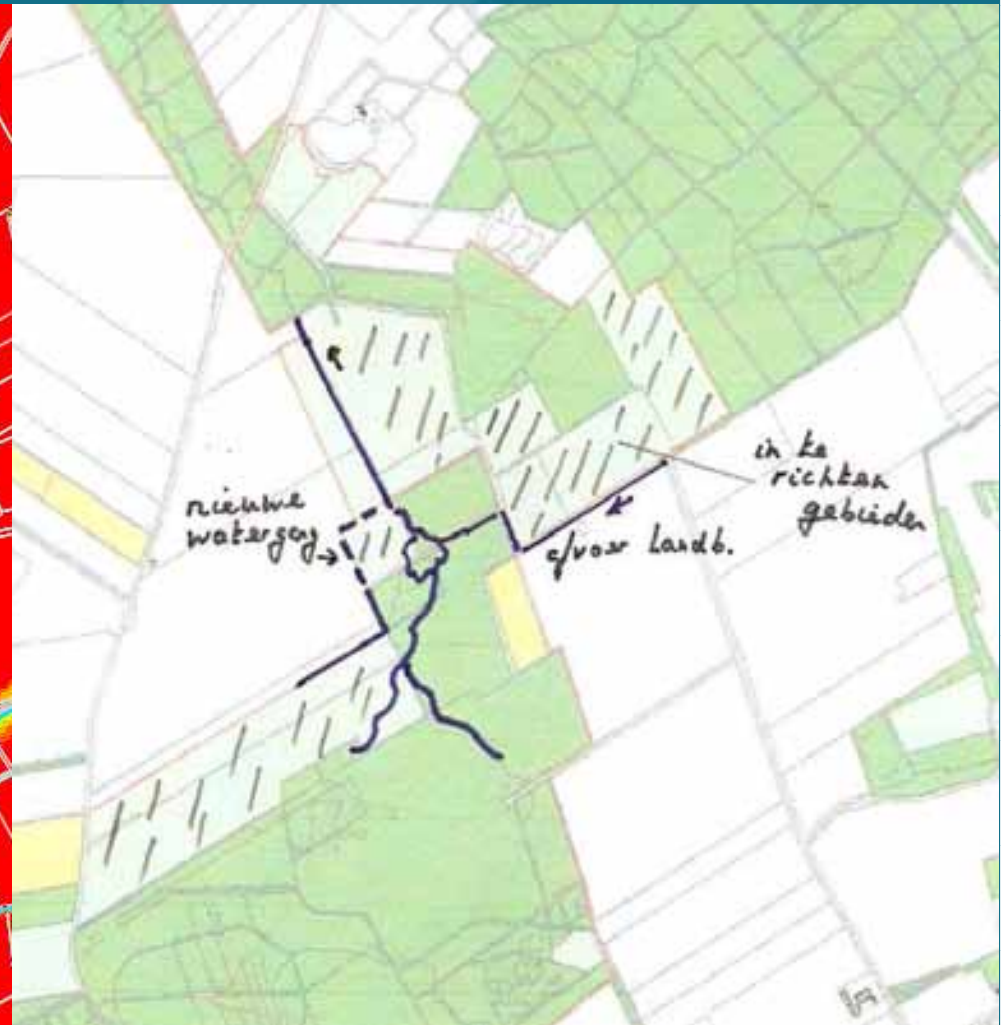 in te
richten
gebieden
nieuwe
watergang
afvoer Landb.